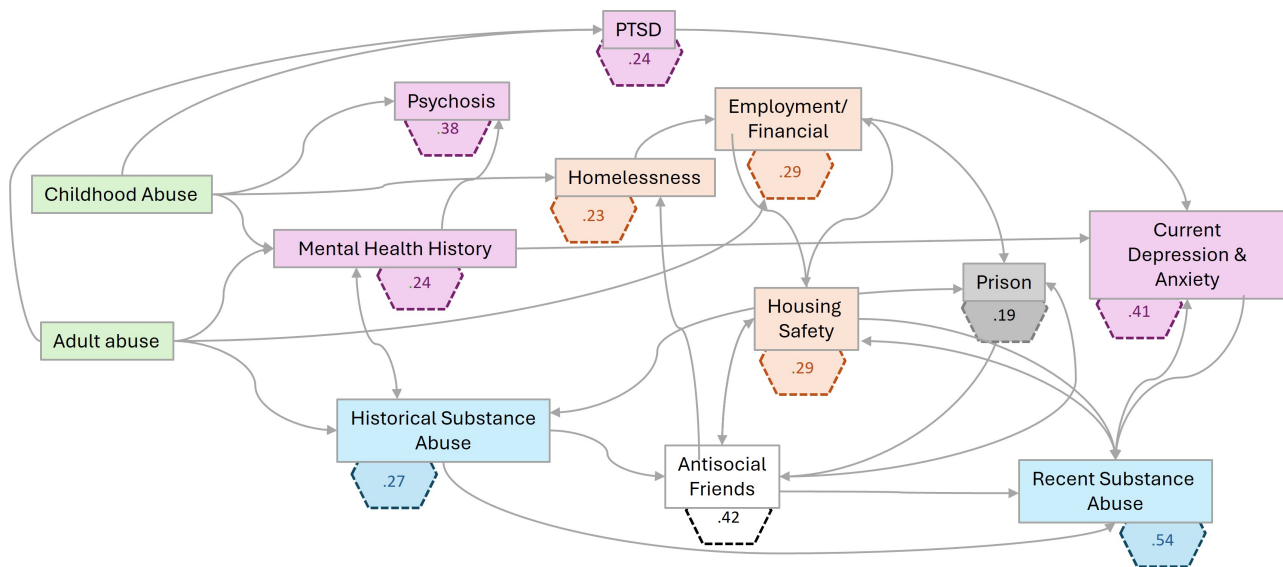 PTSD
.24
Psychosis
.38
Employment/
Financial
.29
Childhood Abuse
Homelessness
.23
Mental Health History
.24
Current
Depression &
Anxiety
.41
Prison
.19
Housing
Safety
.29
Adult abuse
Historical Substance
Abuse
.27
Antisocial
Friends
.42
Recent Substance
Abuse
.54